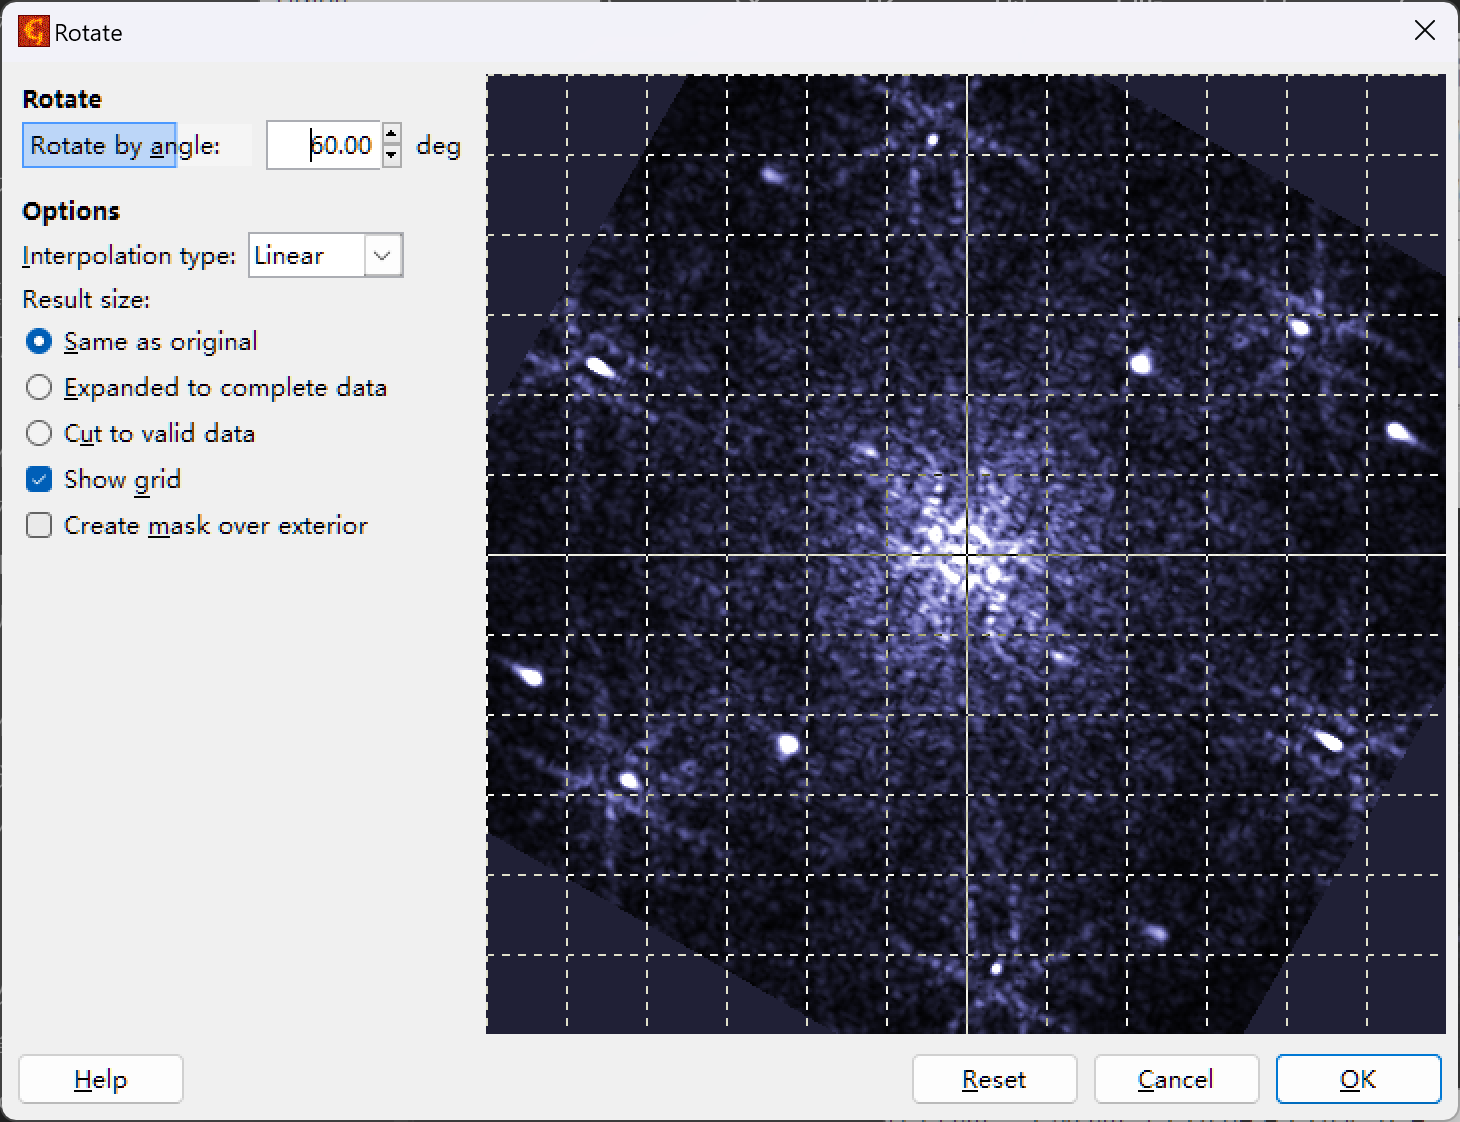 Rotate
Rotate
Rotate by angle: 60.00 deg
Options
Interpolation type: Linear
Result size:
Same as original
Expanded to complete data
Cut to valid data
Show grid
Create mask over exterior
Help Reset Cancel OK